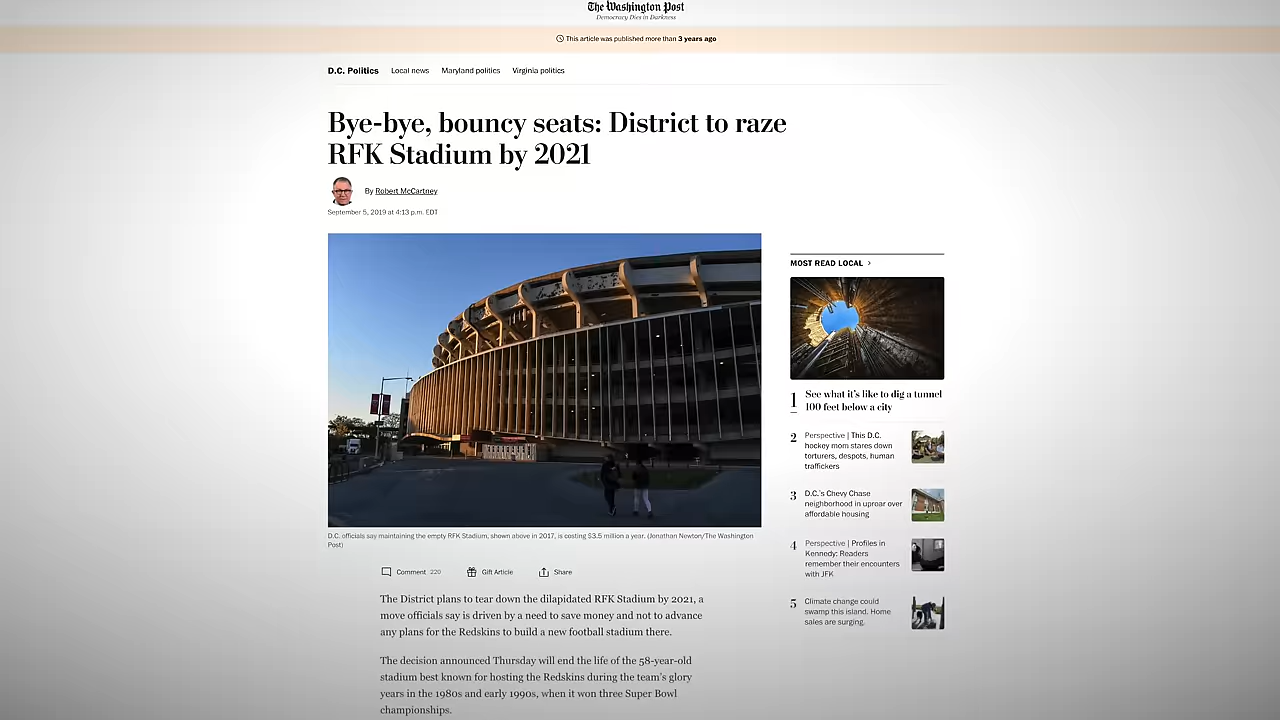 The Washington Post
Democracy Dies in Darkness
This article was published more than 3 years ago
D.C. Politics Local news Maryland politics Virginia politics
Bye-bye, bouncy seats: District to raze
RFK Stadium by 2021
By Robert McCartney
September 5, 2019 at 4:13 p.m. EDT
D.C. officials say maintaining the empty RFK Stadium, shown above in 2017, is costing $3.5 million a year. (Jonathan Newton/The Washington
Post)
Comment 220 Gift Article Share
The District plans to tear down the dilapidated RFK Stadium by 2021, a
move officials say is driven by a need to save money and not to advance
any plans for the Redskins to build a new football stadium there.
The decision announced Thursday will end the life of the 58-year-old
stadium best known for hosting the Redskins during the team's glory
years in the 1980s and early 1990s, when it won three Super Bowl
championships.
MOST READ LOCAL >
1 See what it's like to dig a tunnel
100 feet below a city
2 Perspective | This D.C.
hockey mom stares down
torturers, despots, human
traffickers
3 D.C.'s Chevy Chase
neighborhood in uproar over
affordable housing
4 Perspective | Profiles in
Kennedy: Readers
remember their encounters
with JFK
5 Climate change could
swamp this island. Home
sales are surging.